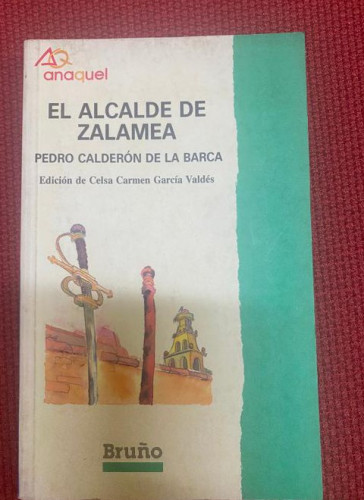 AQ
anaquel
EL ALCALDE DE
ZALAMEA
PEDRO CALDERÓN DE LA BARCA
Edición de Celsa Carmen García Valdés
Bruño